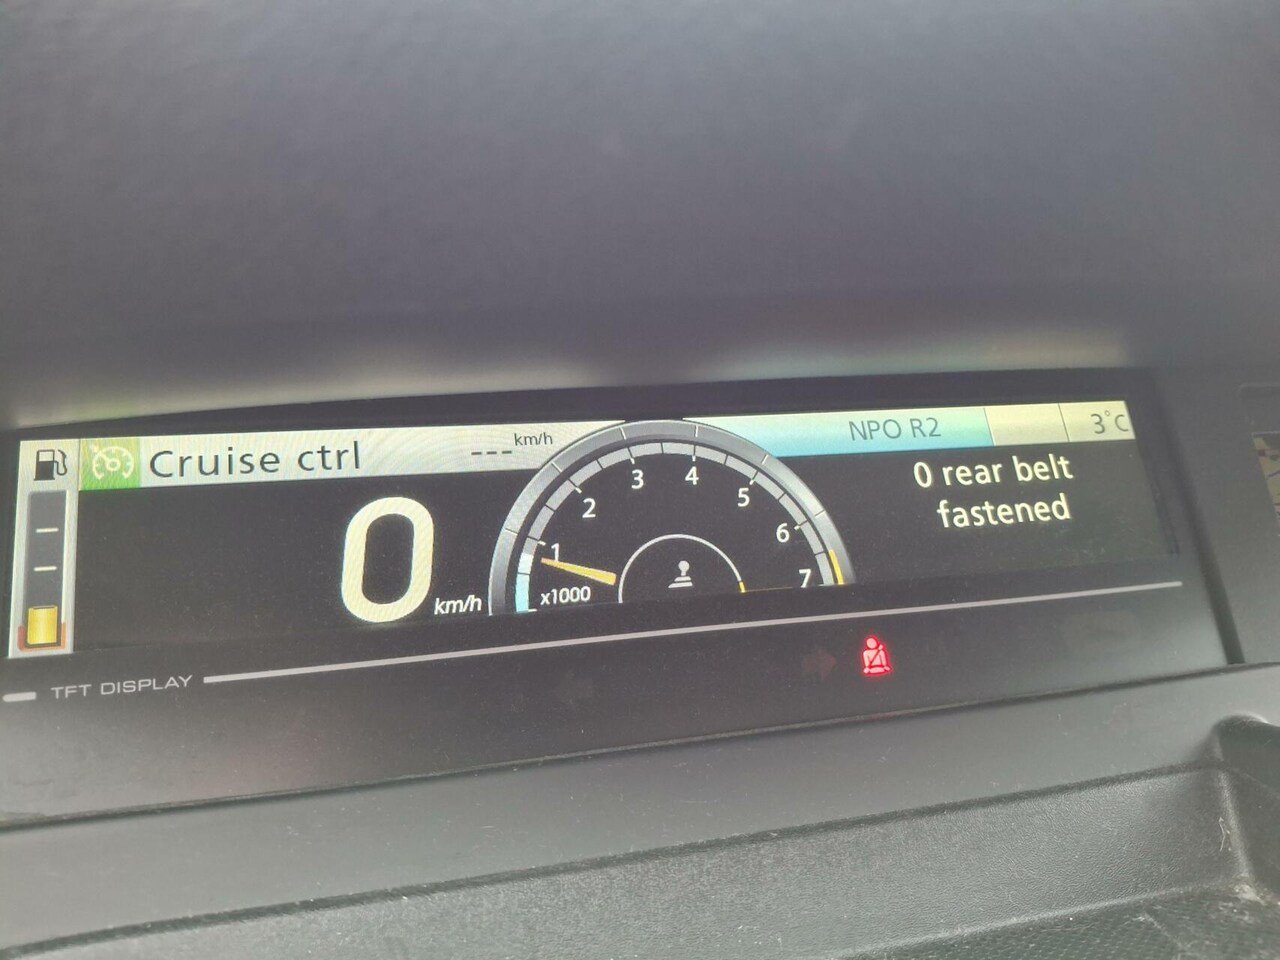 Cruise ctrl
--- km/h
NPO R2
3°C
0 rear belt
fastened
0 km/h
1
2
3
4
5
6
7
x1000
TFT DISPLAY